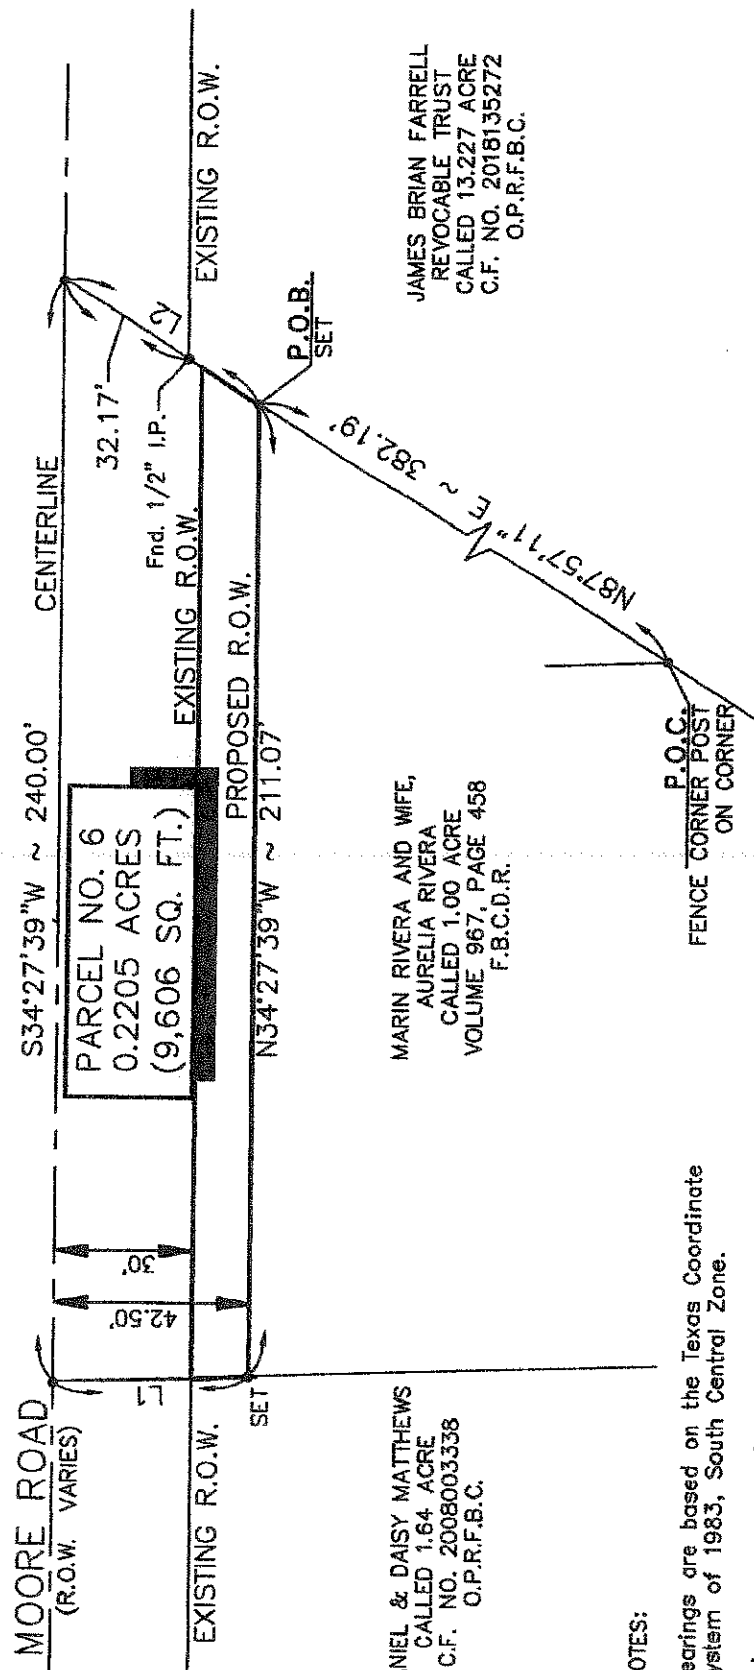 MOORE ROAD
(R.O.W. VARIES)
S34°27'39"W ~ 240.00'
CENTERLINE
PARCEL NO. 6
0.2205 ACRES
(9,606 SQ. FT.)
32.17'
L2
Fnd. 1/2" I.P.
EXISTING R.O.W.
EXISTING R.O.W.
EXISTING R.O.W.
PROPOSED R.O.W.
N34°27'39"W ~ 211.07'
30'
42.50'
L1
SET
P.O.B.
SET
N87°57'11" E ~ 382.19'
P.O.C.
FENCE CORNER POST
ON CORNER
JAMES BRIAN FARRELL
REVOCABLE TRUST
CALLED 13.227 ACRE
C.F. NO. 2018135272
O.P.R.F.B.C.
MARIN RIVERA AND WIFE,
AURELIA RIVERA
CALLED 1.00 ACRE
VOLUME 967, PAGE 458
F.B.C.D.R.
NIEL & DAISY MATTHEWS
CALLED 1.64 ACRE
C.F. NO. 2008003338
O.P.R.F.B.C.
OTES:
earings are based on the Texas Coordinate
ystem of 1983, South Central Zone.